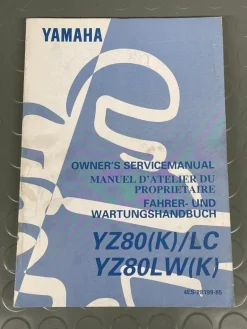 YAMAHA
OWNER'S SERVICEMANUAL
MANUEL D'ATELIER DU
PROPRIETAIRE
FAHRER- UND
WARTUNGSHANDBUCH
YZ80(K)/LC
YZ80LW(K)